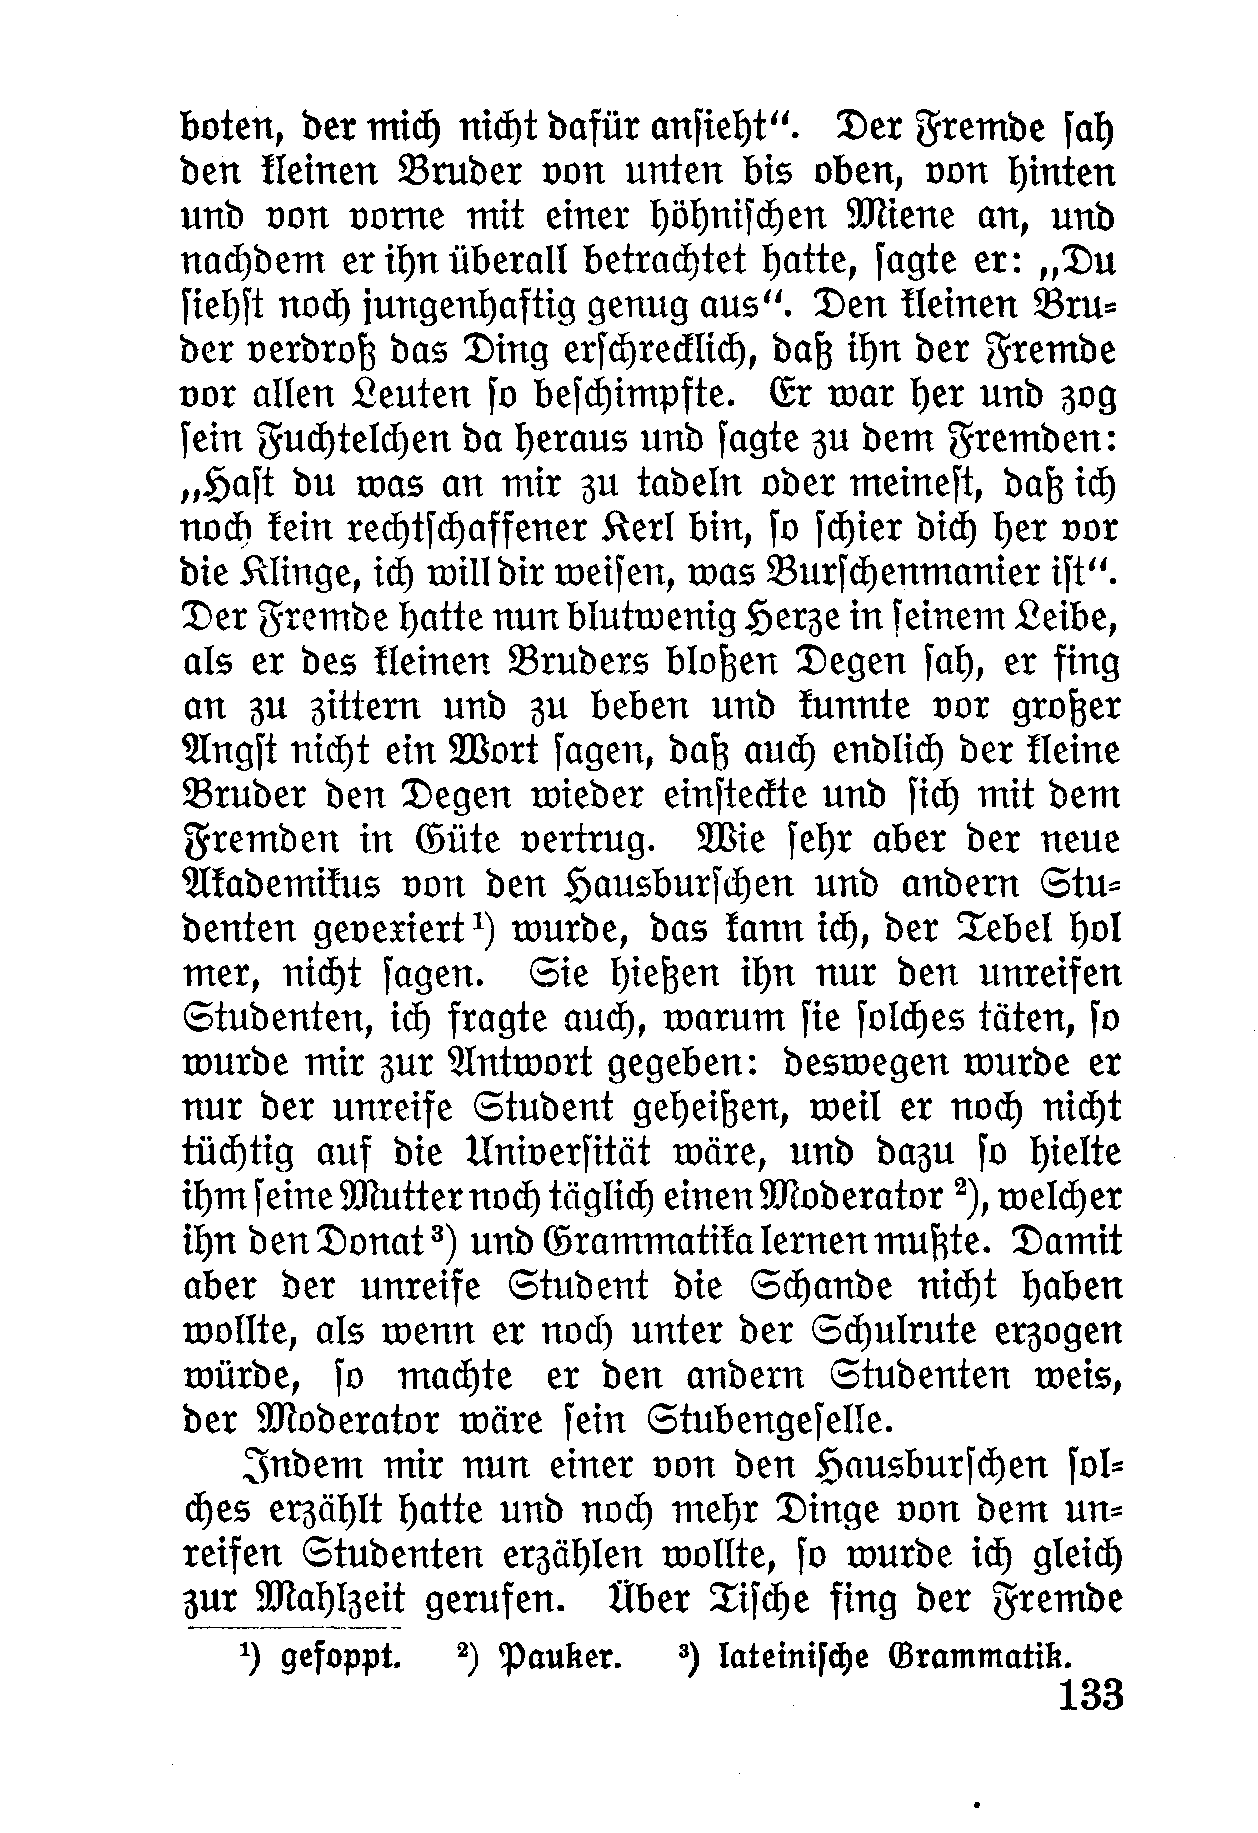 boten, der mich nicht dafür ansieht“. Der Fremde sah
den kleinen Bruder von unten bis oben, von hinten
und von vorne mit einer höhnischen Miene an, und
nachdem er ihn überall betrachtet hatte, sagte er: „Du
siehst noch jungenhaftig genug aus“. Den kleinen Bru-
der verdroß das Ding erschrecklich, daß ihn der Fremde
vor allen Leuten so beschimpfte. Er war her und zog
sein Fuchtelchen da heraus und sagte zu dem Fremden:
„Hast du was an mir zu tadeln oder meinest, daß ich
noch kein rechtschaffener Kerl bin, so schier dich her vor
die Klinge, ich will dir weisen, was Burschenmanier ist“.
Der Fremde hatte nun blutwenig Herze in seinem Leibe,
als er des kleinen Bruders bloßen Degen sah, er fing
an zu zittern und zu beben und kunnte vor großer
Angst nicht ein Wort sagen, daß auch endlich der kleine
Bruder den Degen wieder einsteckte und sich mit dem
Fremden in Güte vertrug. Wie sehr aber der neue
Akademikus von den Hausburschen und andern Stu-
denten gevexiert¹) wurde, das kann ich, der Tebel hol
mer, nicht sagen. Sie hießen ihn nur den unreifen
Studenten, ich fragte auch, warum sie solches täten, so
wurde mir zur Antwort gegeben: deswegen wurde er
nur der unreife Student geheißen, weil er noch nicht
tüchtig auf die Universität wäre, und dazu so hielte
ihm seine Mutter noch täglich einen Moderator²), welcher
ihn den Donat³) und Grammatika lernen mußte. Damit
aber der unreife Student die Schande nicht haben
wollte, als wenn er noch unter der Schulrute erzogen
würde, so machte er den andern Studenten weis,
der Moderator wäre sein Stubengeselle.
Indem mir nun einer von den Hausburschen sol-
ches erzählt hatte und noch mehr Dinge von dem un-
reifen Studenten erzählen wollte, so wurde ich gleich
zur Mahlzeit gerufen. Über Tische fing der Fremde
¹) gefoppt. ²) Pauker. ³) lateinische Grammatik.
133